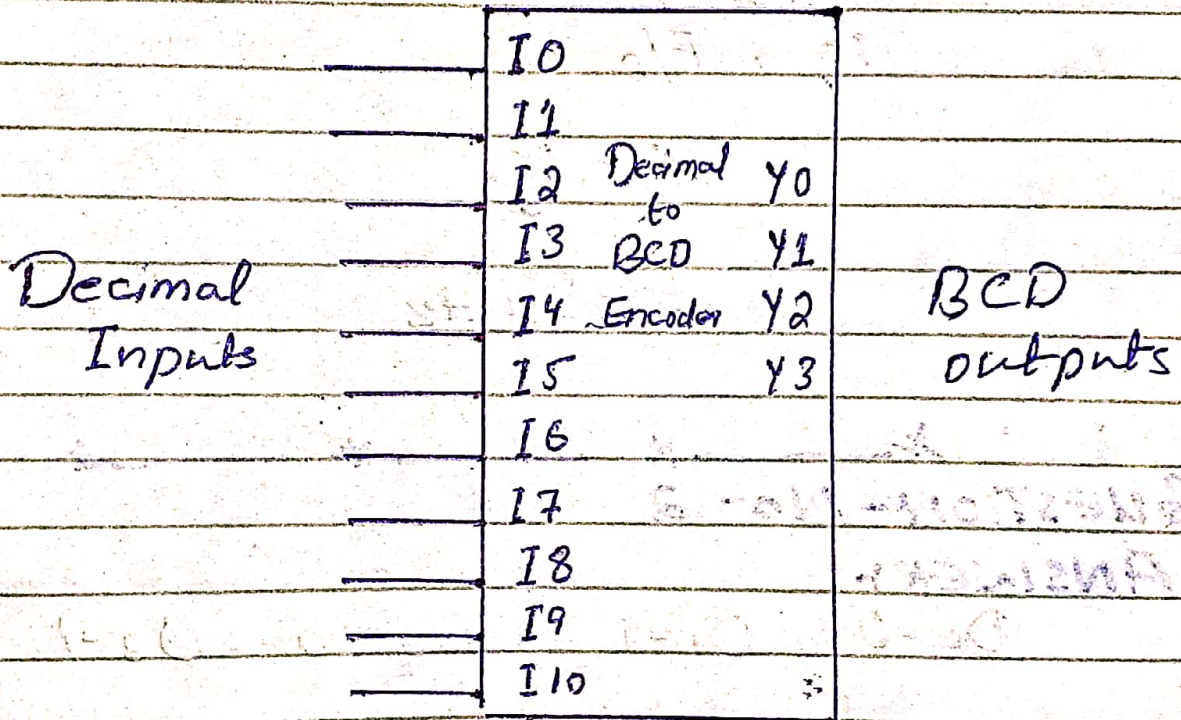 I0
I1
I2 Decimal Y0
to
I3 BCD Y1
Decimal
Inputs
I4 Encoder Y2
BCD
outputs
I5 Y3
I6
I7
I8
I9
I10